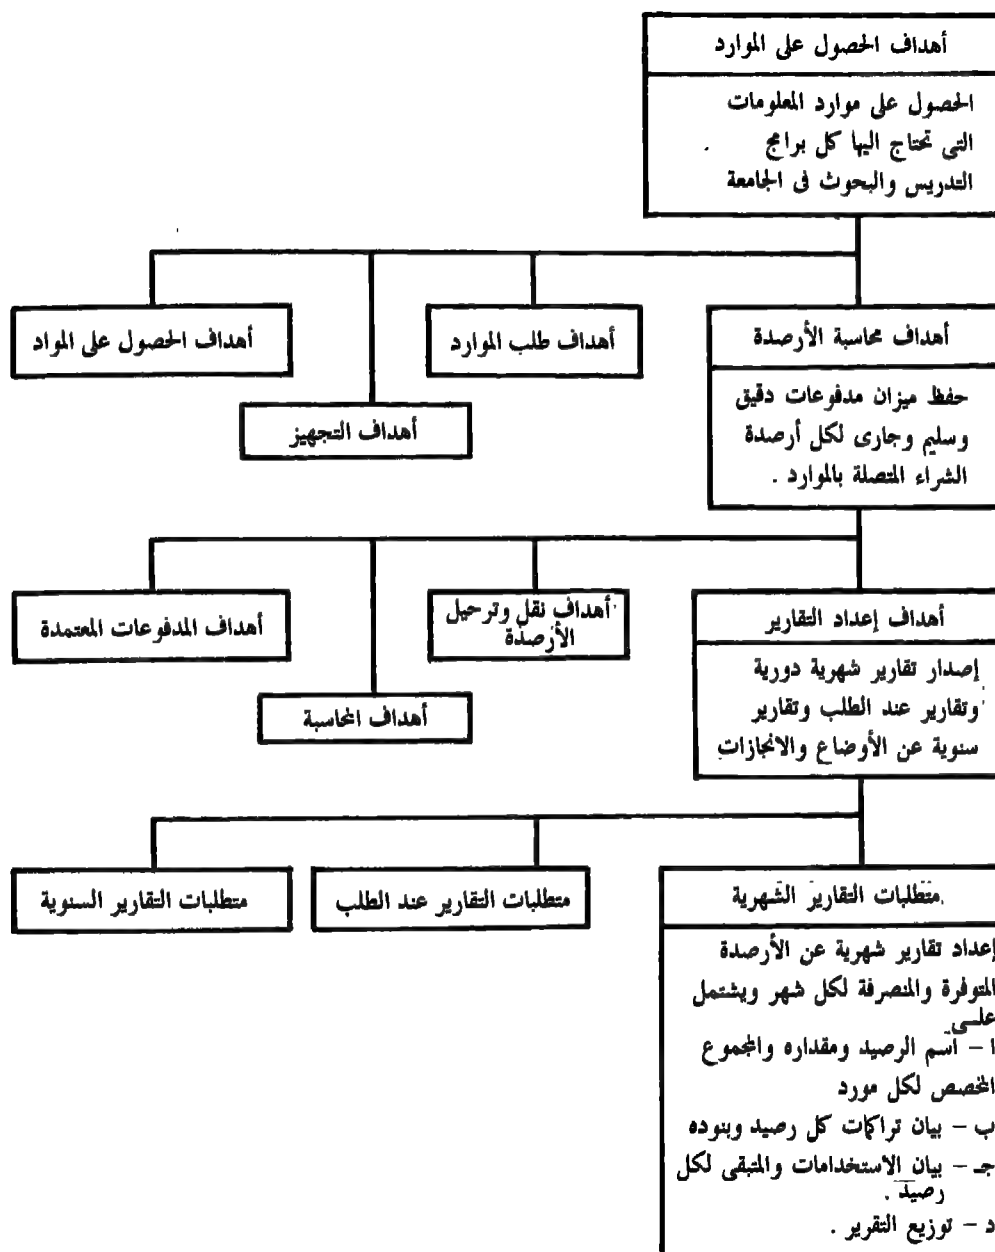 أهداف الحصول على الموارد
الحصول على موارد المعلومات
التى تحتاج اليها كل برامج
التدريس والبحوث فى الجامعة
أهداف محاسبة الأرصدة
أهداف طلب الموارد
أهداف الحصول على المواد
أهداف التجهيز
حفظ ميزان مدفوعات دقيق
وسليم وجارى لكل أرصدة
الشراء المتصلة بالموارد .
أهداف إعداد التقارير
أهداف نقل وترحيل
الأرصدة
أهداف المدفوعات المعتمدة
أهداف المحاسبة
إصدار تقارير شهرية دورية
وتقارير عند الطلب وتقارير
سنوية عن الأوضاع والانجازات
متطلبات التقارير الشهرية
متطلبات التقارير عند الطلب
متطلبات التقارير السنوية
إعداد تقارير شهرية عن الأرصدة
المتوفرة والمنصرفة لكل شهر ويشتمل
علـى
ا – اسم الرصيد ومقداره والمجموع
المخصص لكل مورد
ب – بيان تراكمات كل رصيد وبنوده
جـ – بيان الاستخدامات والمتبقى لكل
رصيد .
د – توزيع التقرير .